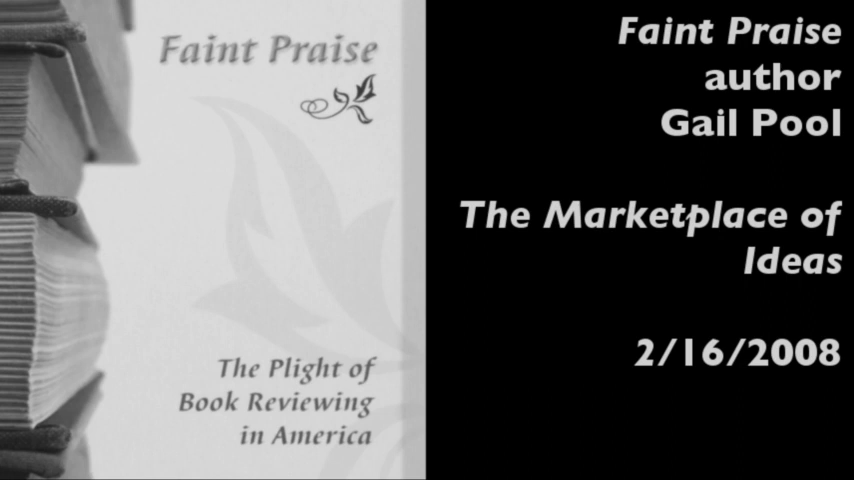 Faint Praise
The Plight of
Book Reviewing
in America
Faint Praise
author
Gail Pool
The Marketplace of
Ideas
2/16/2008